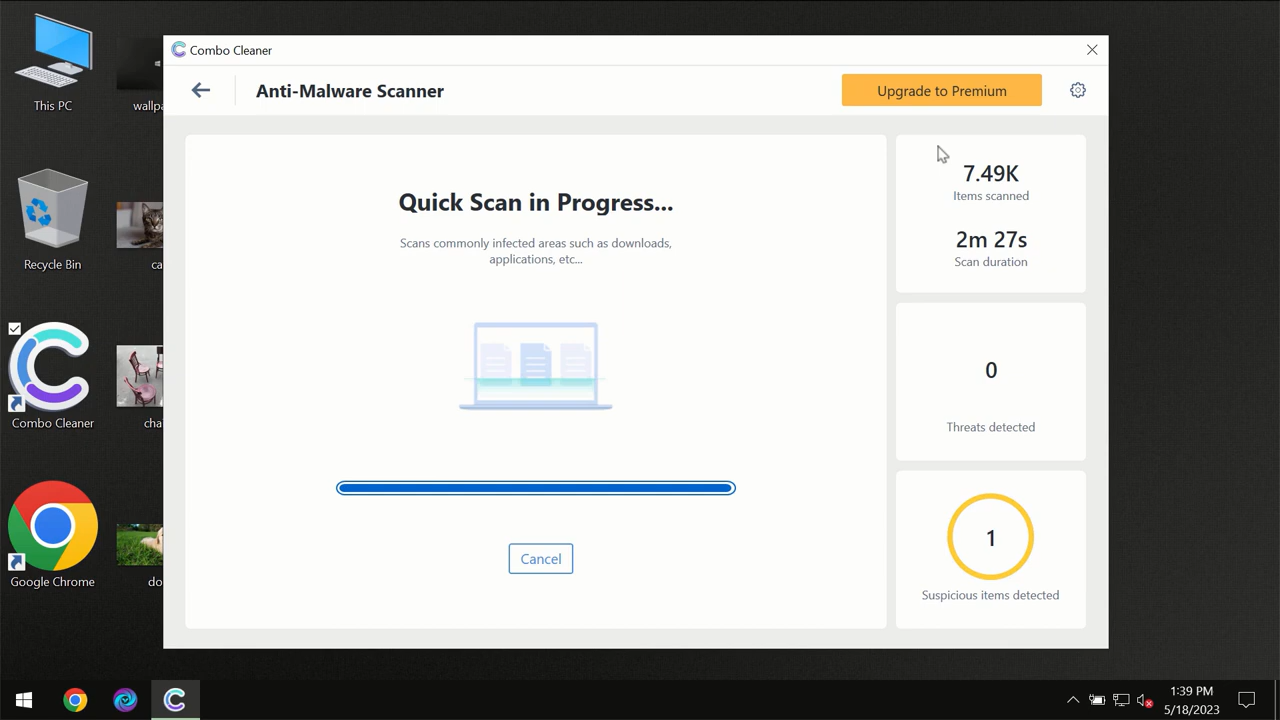 Combo Cleaner
Anti-Malware Scanner
Upgrade to Premium
Quick Scan in Progress...
Scans commonly infected areas such as downloads,
applications, etc...
Cancel
7.49K
Items scanned
2m 27s
Scan duration
0
Threats detected
1
Suspicious items detected
This PC
wallpa
Recycle Bin
ca
Combo Cleaner
chai
Google Chrome
do
1:39 PM
5/18/2023